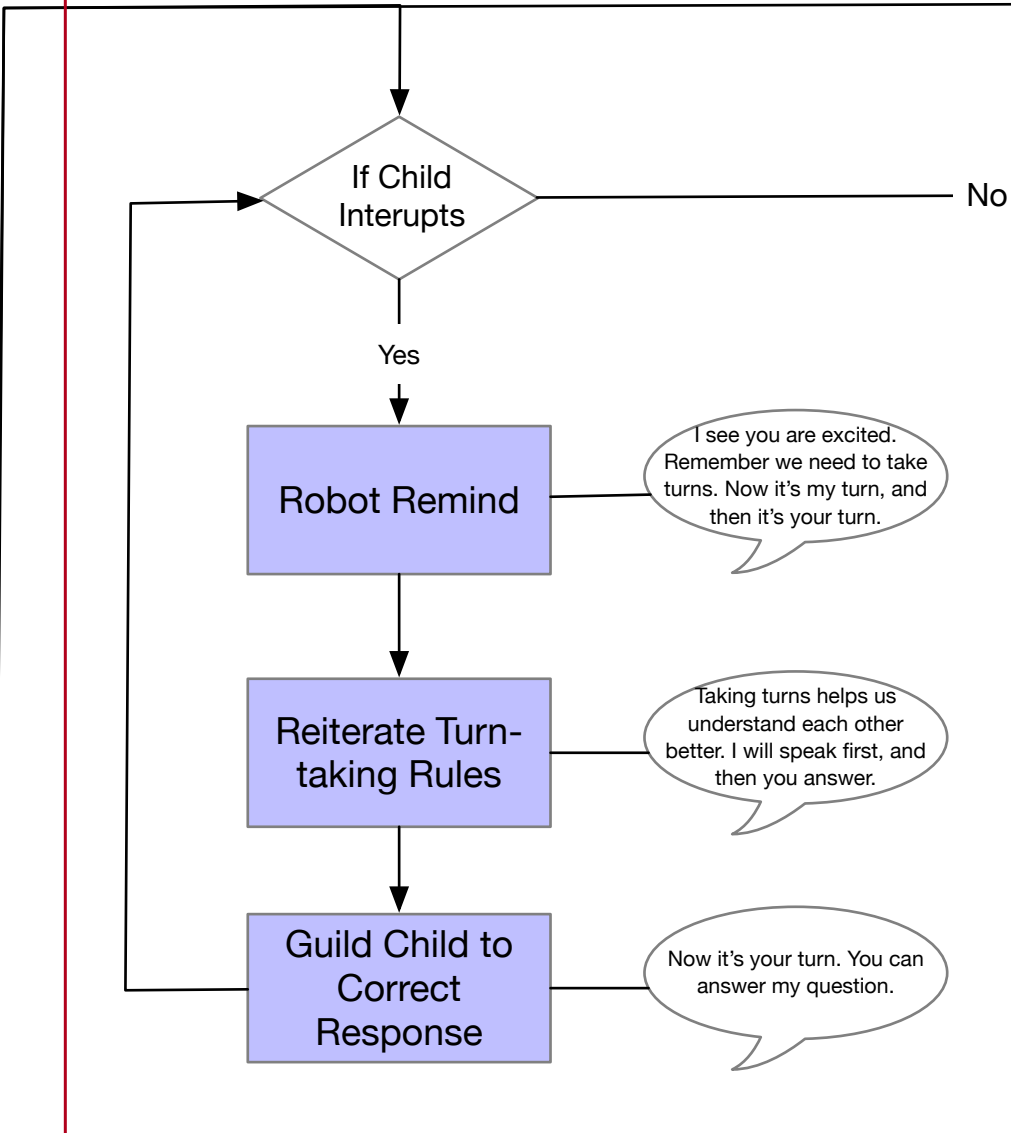 If Child
Interupts
No
Yes
Robot Remind
I see you are excited.
Remember we need to take
turns. Now it’s my turn, and
then it’s your turn.
Reiterate Turn-
taking Rules
Taking turns helps us
understand each other
better. I will speak first, and
then you answer.
Guild Child to
Correct
Response
Now it’s your turn. You can
answer my question.